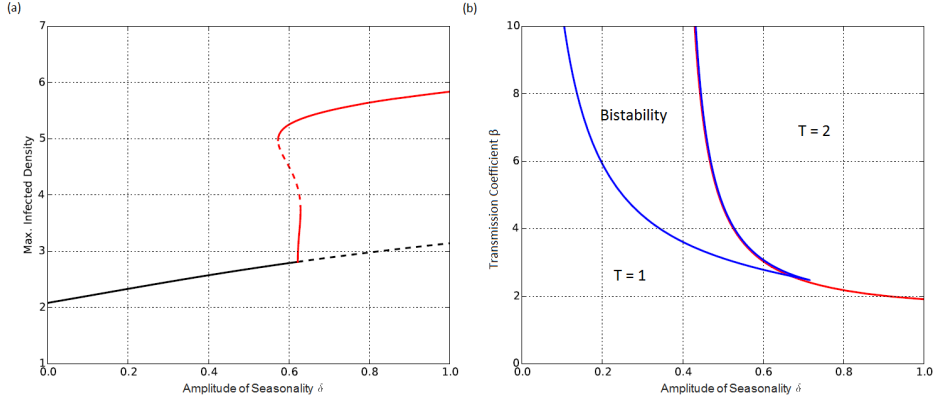 (a)
7
6
5
4
3
2
1
Max. Infected Density
0.0 0.2 0.4 0.6 0.8 1.0
Amplitude of Seasonality δ
(b)
10
8
6
4
2
0
Transmission Coefficient β
Bistability
T = 2
T = 1
0.0 0.2 0.4 0.6 0.8 1.0
Amplitude of Seasonality δ